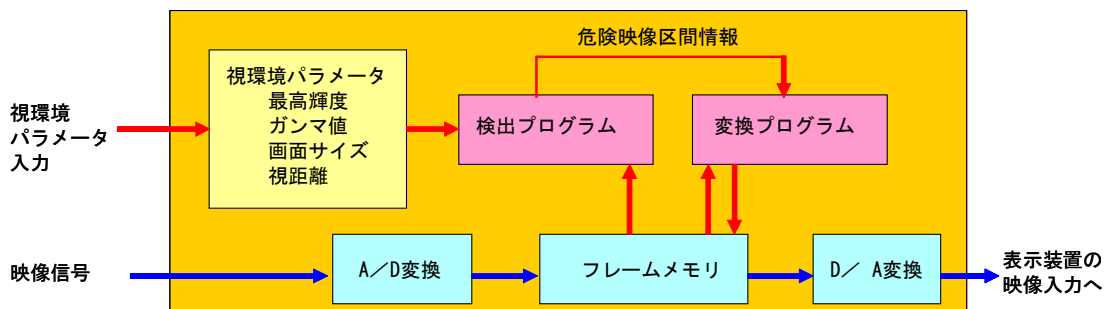 危険映像区間情報
視環境パラメータ
最高輝度
ガンマ値
画面サイズ
視距離
視環境
パラメータ
入力
検出プログラム
変換プログラム
映像信号
A/D変換
フレームメモリ
D/ A変換
表示装置の
映像入力へ